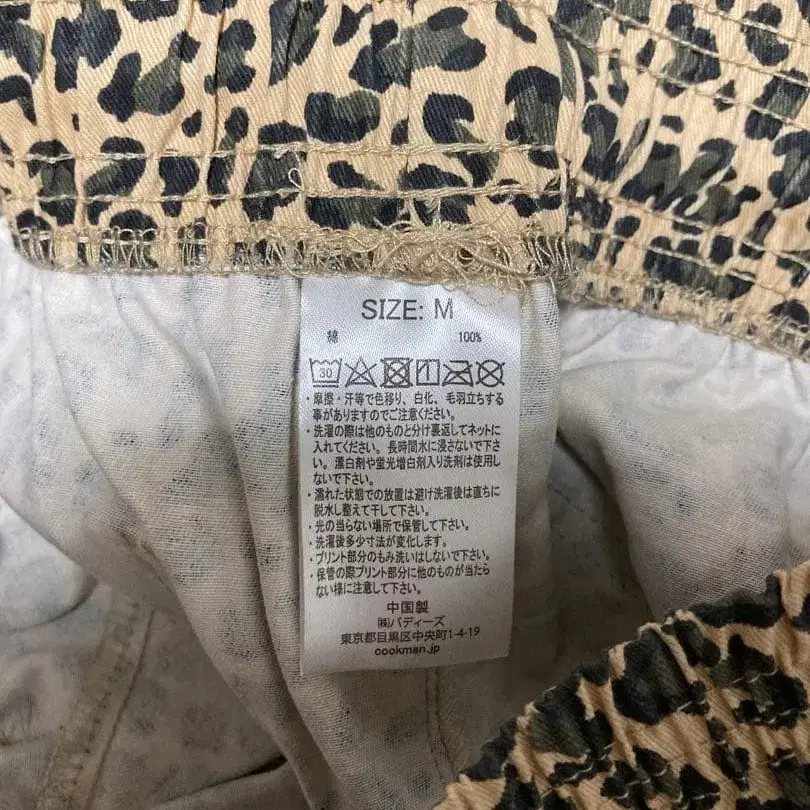 SIZE: M
綿 100%
30
・摩擦・汗等で色移り、白化、毛羽立ちする
事がありますのでご注意ください。
・洗濯の際は他のものと分け裏返してネットに
入れてください。長時間水に浸さないで下さ
い。漂白剤や蛍光増白剤入り洗剤は使用し
ないで下さい。
・濡れた状態での放置は避け洗濯後は直ちに
脱水し整えて干して下さい。
・光の当らない場所で保管して下さい。
・洗濯後多少寸法が変化します。
・プリント部分のもみ洗いはしないで下さい。
・保管の際プリント部分に他のものが当たら
ない様に注意して下さい。
中国製
㈱バディーズ
東京都目黒区中央町1-4-19
cookman.jp